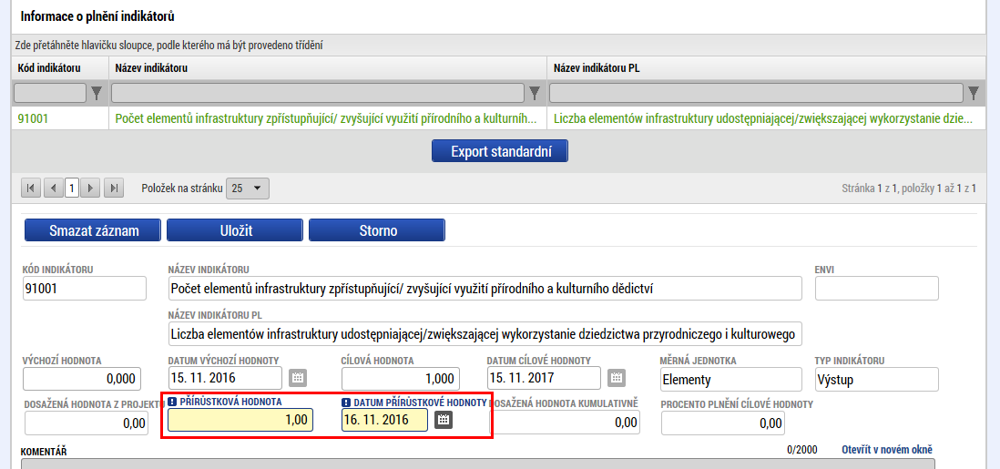 Informace o plnění indikátorů
Zde přetáhněte hlavičku sloupce, podle kterého má být provedeno třídění
Kód indikátoru Název indikátoru Název indikátoru PL
91001 Počet elementů infrastruktury zpřístupňující/ zvyšující využití přírodního a kulturníh... Liczba elementów infrastruktury udostępniającej/zwiększającej wykorzystanie dzie...
Export standardní
1 Položek na stránku 25 Stránka 1 z 1, položky 1 až 1 z 1
Smazat záznam Uložit Storno
KÓD INDIKÁTORU NÁZEV INDIKÁTORU ENVI
91001 Počet elementů infrastruktury zpřístupňující/ zvyšující využití přírodního a kulturního dědictví
NÁZEV INDIKÁTORU PL
Liczba elementów infrastruktury udostępniającej/zwiększającej wykorzystanie dziedzictwa przyrodniczego i kulturowego
VÝCHOZÍ HODNOTA DATUM VÝCHOZÍ HODNOTY CÍLOVÁ HODNOTA DATUM CÍLOVÉ HODNOTY MĚRNÁ JEDNOTKA TYP INDIKÁTORU
0,000 15. 11. 2016 1,000 15. 11. 2017 Elementy Výstup
DOSAŽENÁ HODNOTA Z PROJEKTU PŘÍRŮSTKOVÁ HODNOTA DATUM PŘÍRŮSTKOVÉ HODNOTY DOSAŽENÁ HODNOTA KUMULATIVNĚ PROCENTO PLNĚNÍ CÍLOVÉ HODNOTY
0,00 1,00 16. 11. 2016 0,00 0,00
KOMENTÁŘ 0/2000 Otevřít v novém okně